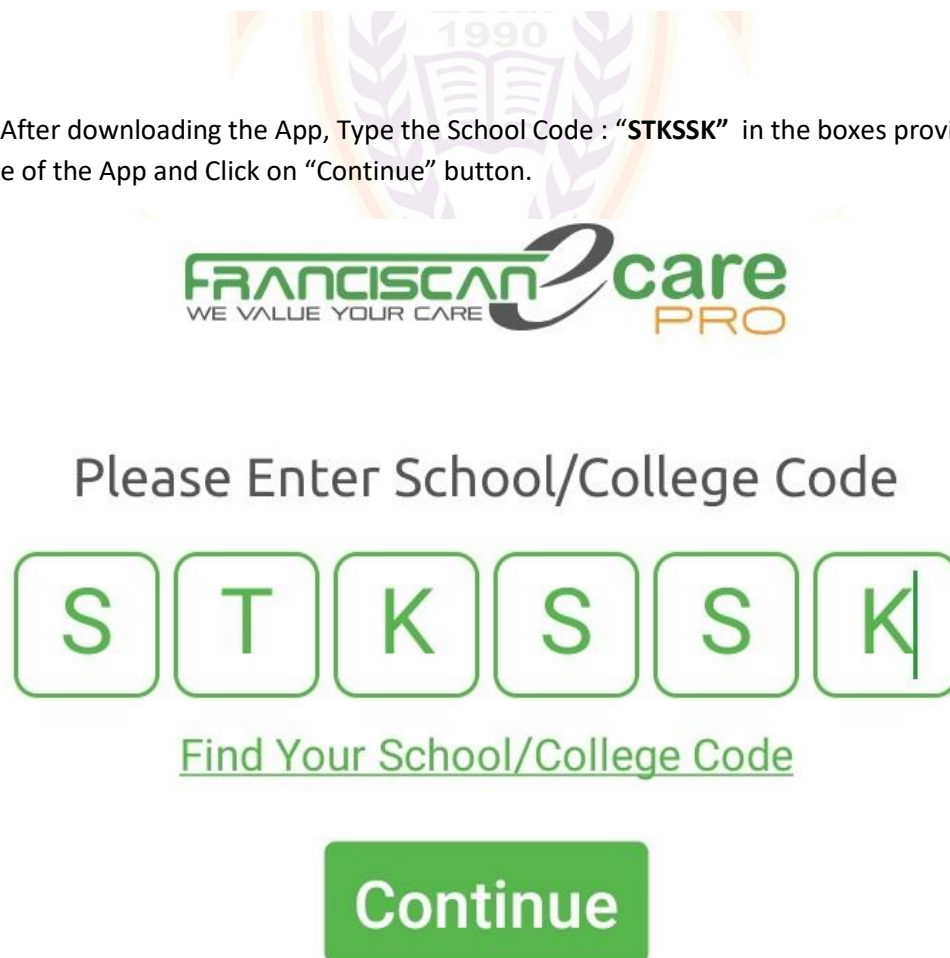 1990
After downloading the App, Type the School Code : “STKSSK” in the boxes provi
e of the App and Click on “Continue” button.
FRANCISCAN e care
WE VALUE YOUR CARE
PRO
Please Enter School/College Code
S T K S S K
Find Your School/College Code
Continue